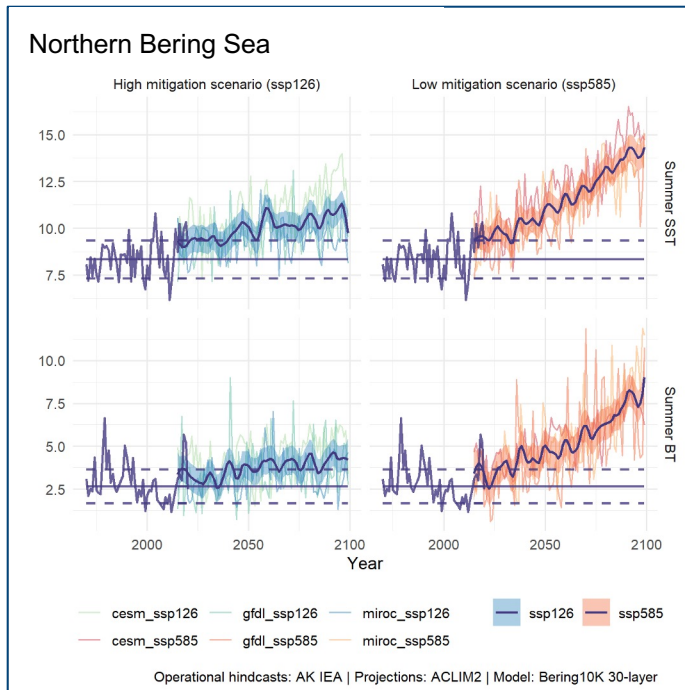 Northern Bering Sea
High mitigation scenario (ssp126) Low mitigation scenario (ssp585)
15.0
12.5
10.0
7.5
Summer SST
10.0
7.5
5.0
2.5
Summer BT
2000 2050 2100 2000 2050 2100
Year
cesm_ssp126 gfdl_ssp126 miroc_ssp126 ssp126 ssp585
cesm_ssp585 gfdl_ssp585 miroc_ssp585
Operational hindcasts: AK IEA | Projections: ACLIM2 | Model: Bering10K 30-layer